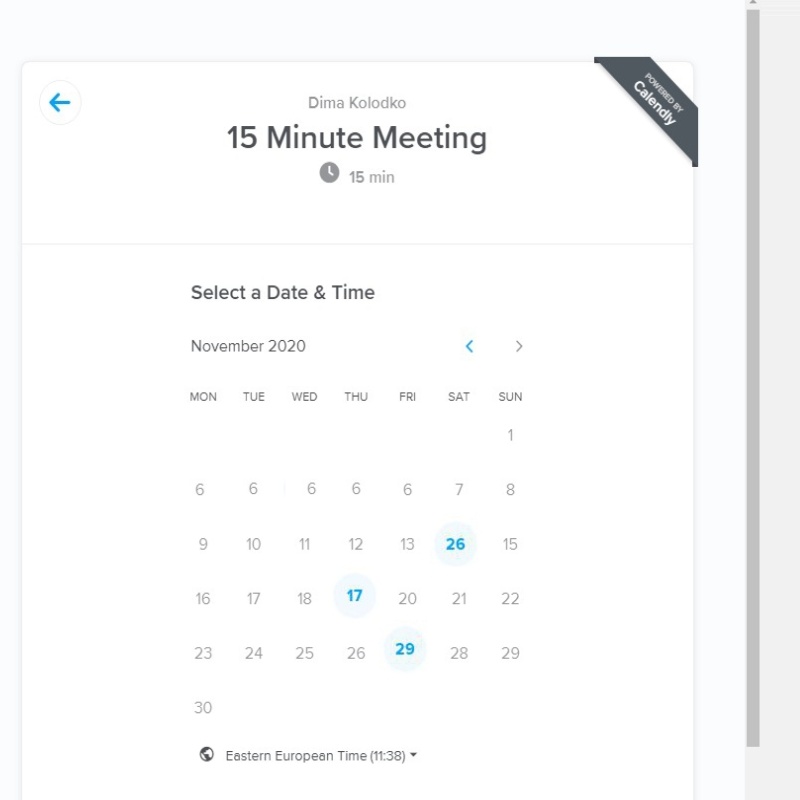 POWERED BY
Calendly
Dima Kolodko
15 Minute Meeting
15 min
Select a Date & Time
November 2020
MON TUE WED THU FRI SAT SUN
1
6 6 6 6 6 7 8
9 10 11 12 13 26 15
16 17 18 17 20 21 22
23 24 25 26 29 28 29
30
Eastern European Time (11:38)